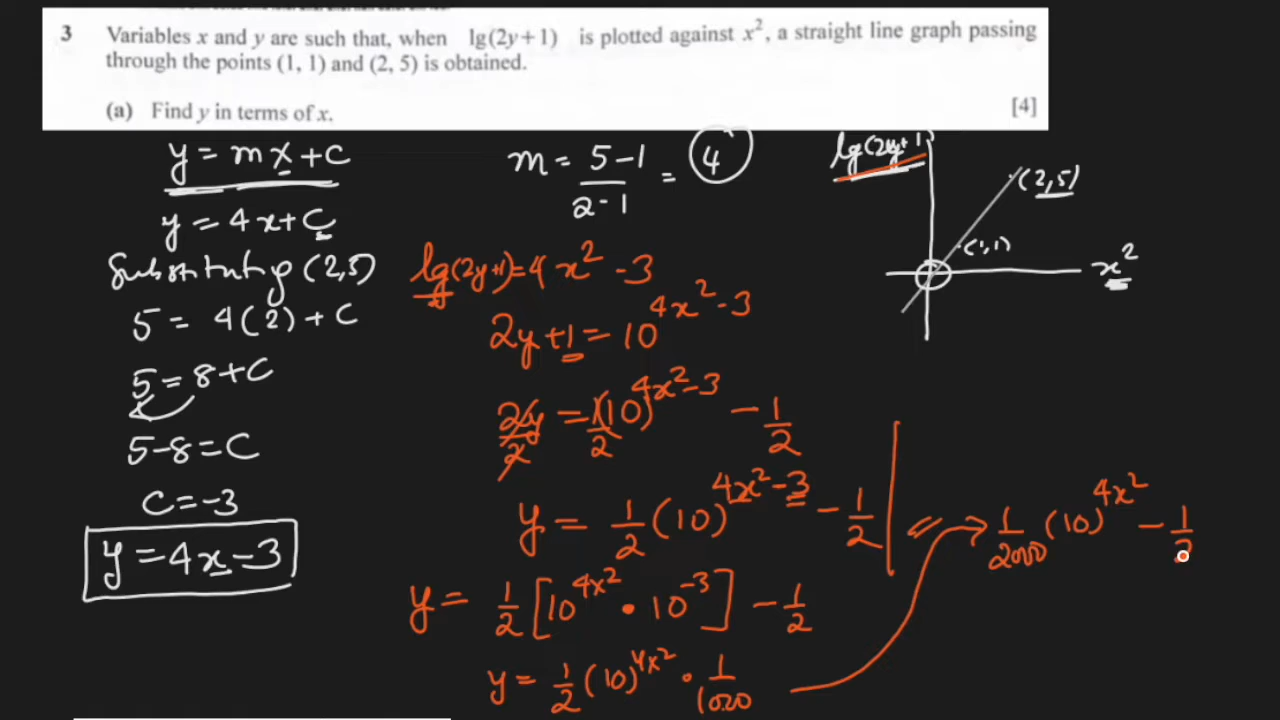 3 Variables x and y are such that, when lg(2y+1) is plotted against x², a straight line graph passing
through the points (1, 1) and (2, 5) is obtained.
(a) Find y in terms of x. [4]
y = mx + c
y = 4x + c
Substituting (2,5)
5 = 4(2) + c
5 = 8 + c
5-8 = C
C = -3
y = 4x - 3
m = 5-1 / 2-1 = 4
lg(2y+1) = 4x² - 3
2y + 1 = 10^(4x² - 3)
2y/2 = 1/2(10)^(4x² - 3) - 1/2
y = 1/2 (10)^(4x² - 3) - 1/2
y = 1/2 [10^(4x²) • 10^(-3)] - 1/2
y = 1/2 (10)^(4x²) • 1/1000
lg(2y+1)
(2,5)
(1,1)
x²
1/2000 (10)^(4x²) - 1/2